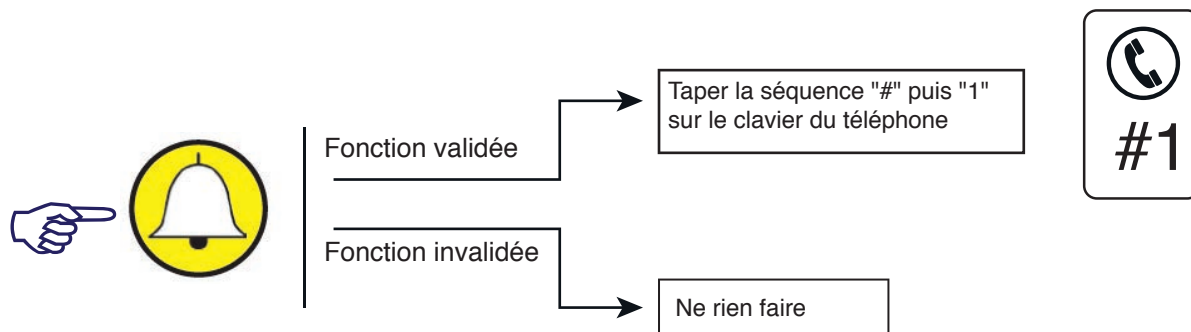 Taper la séquence "#" puis "1"
sur le clavier du téléphone
#1
Fonction validée
Fonction invalidée
Ne rien faire